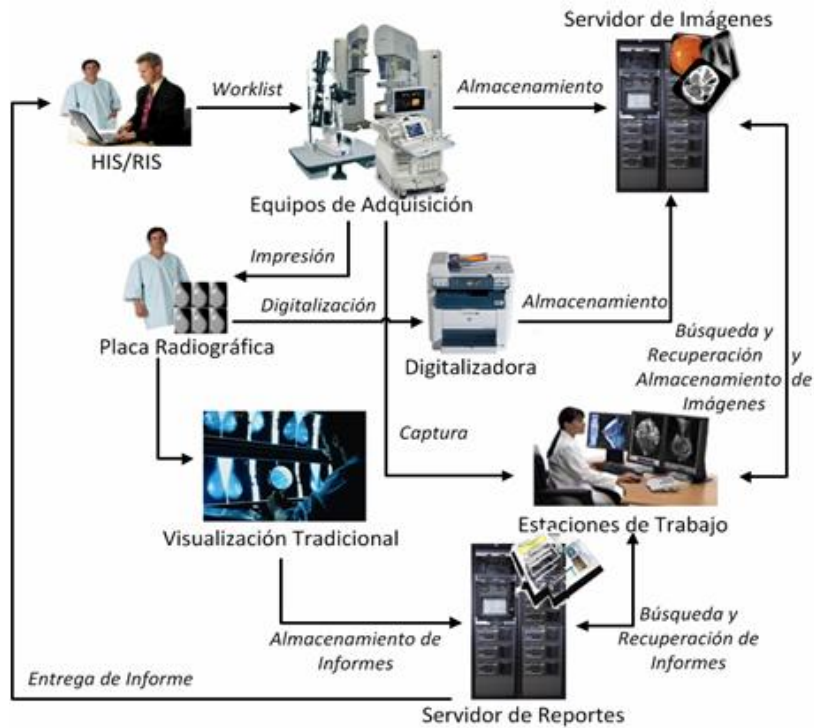 Servidor de Imágenes
Worklist
Almacenamiento
HIS/RIS
Equipos de Adquisición
Impresión
Digitalización
Almacenamiento
Placa Radiográfica
Digitalizadora
Búsqueda y
Recuperación y
Almacenamiento de
Imágenes
Captura
Visualización Tradicional
Estaciones de Trabajo
Almacenamiento de
Informes
Búsqueda y
Recuperación de
Informes
Entrega de Informe
Servidor de Reportes